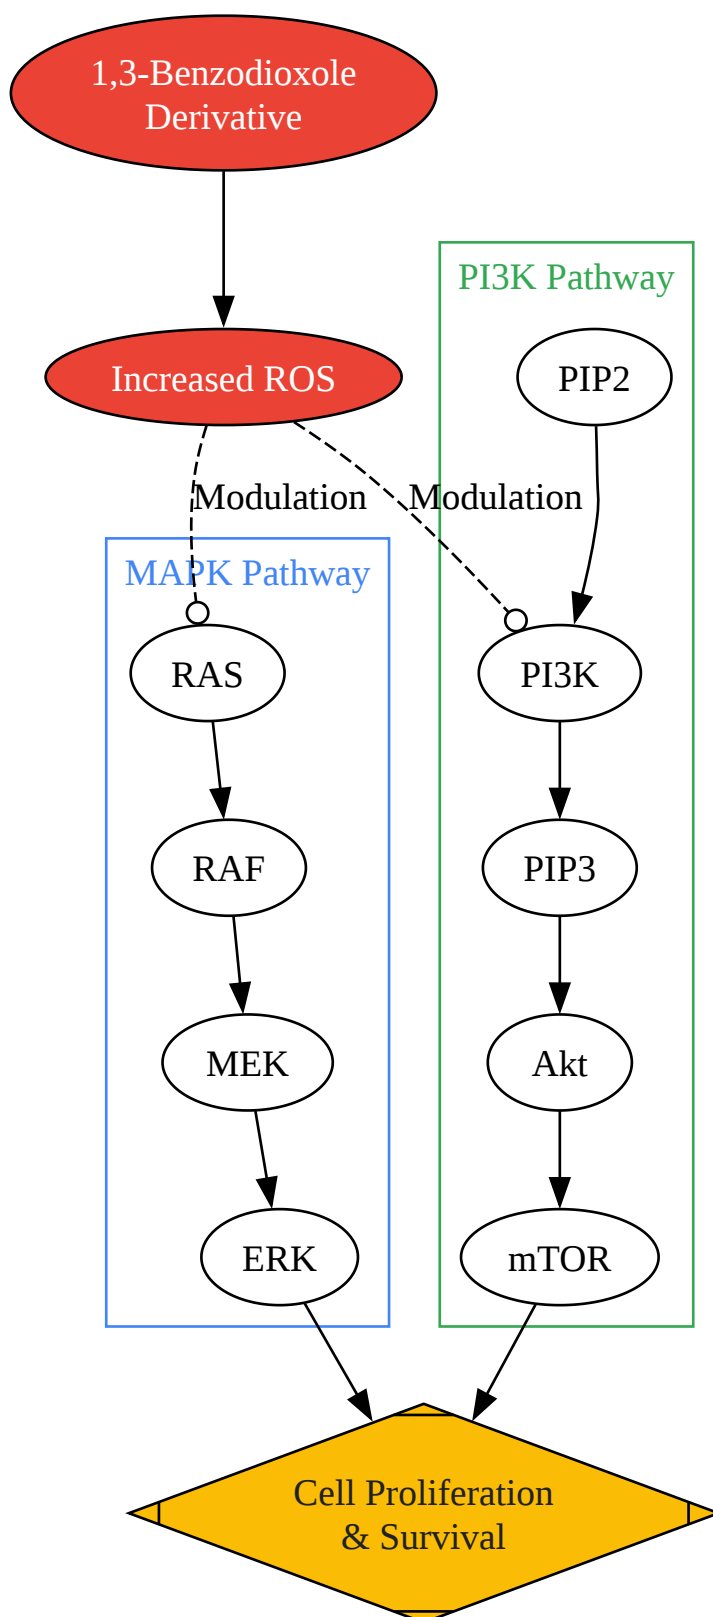 1,3-Benzodioxole
Derivative
PI3K Pathway
Increased ROS
PIP2
Modulation
Modulation
MAPK Pathway
RAS
PI3K
RAF
PIP3
MEK
Akt
ERK
mTOR
Cell Proliferation
& Survival